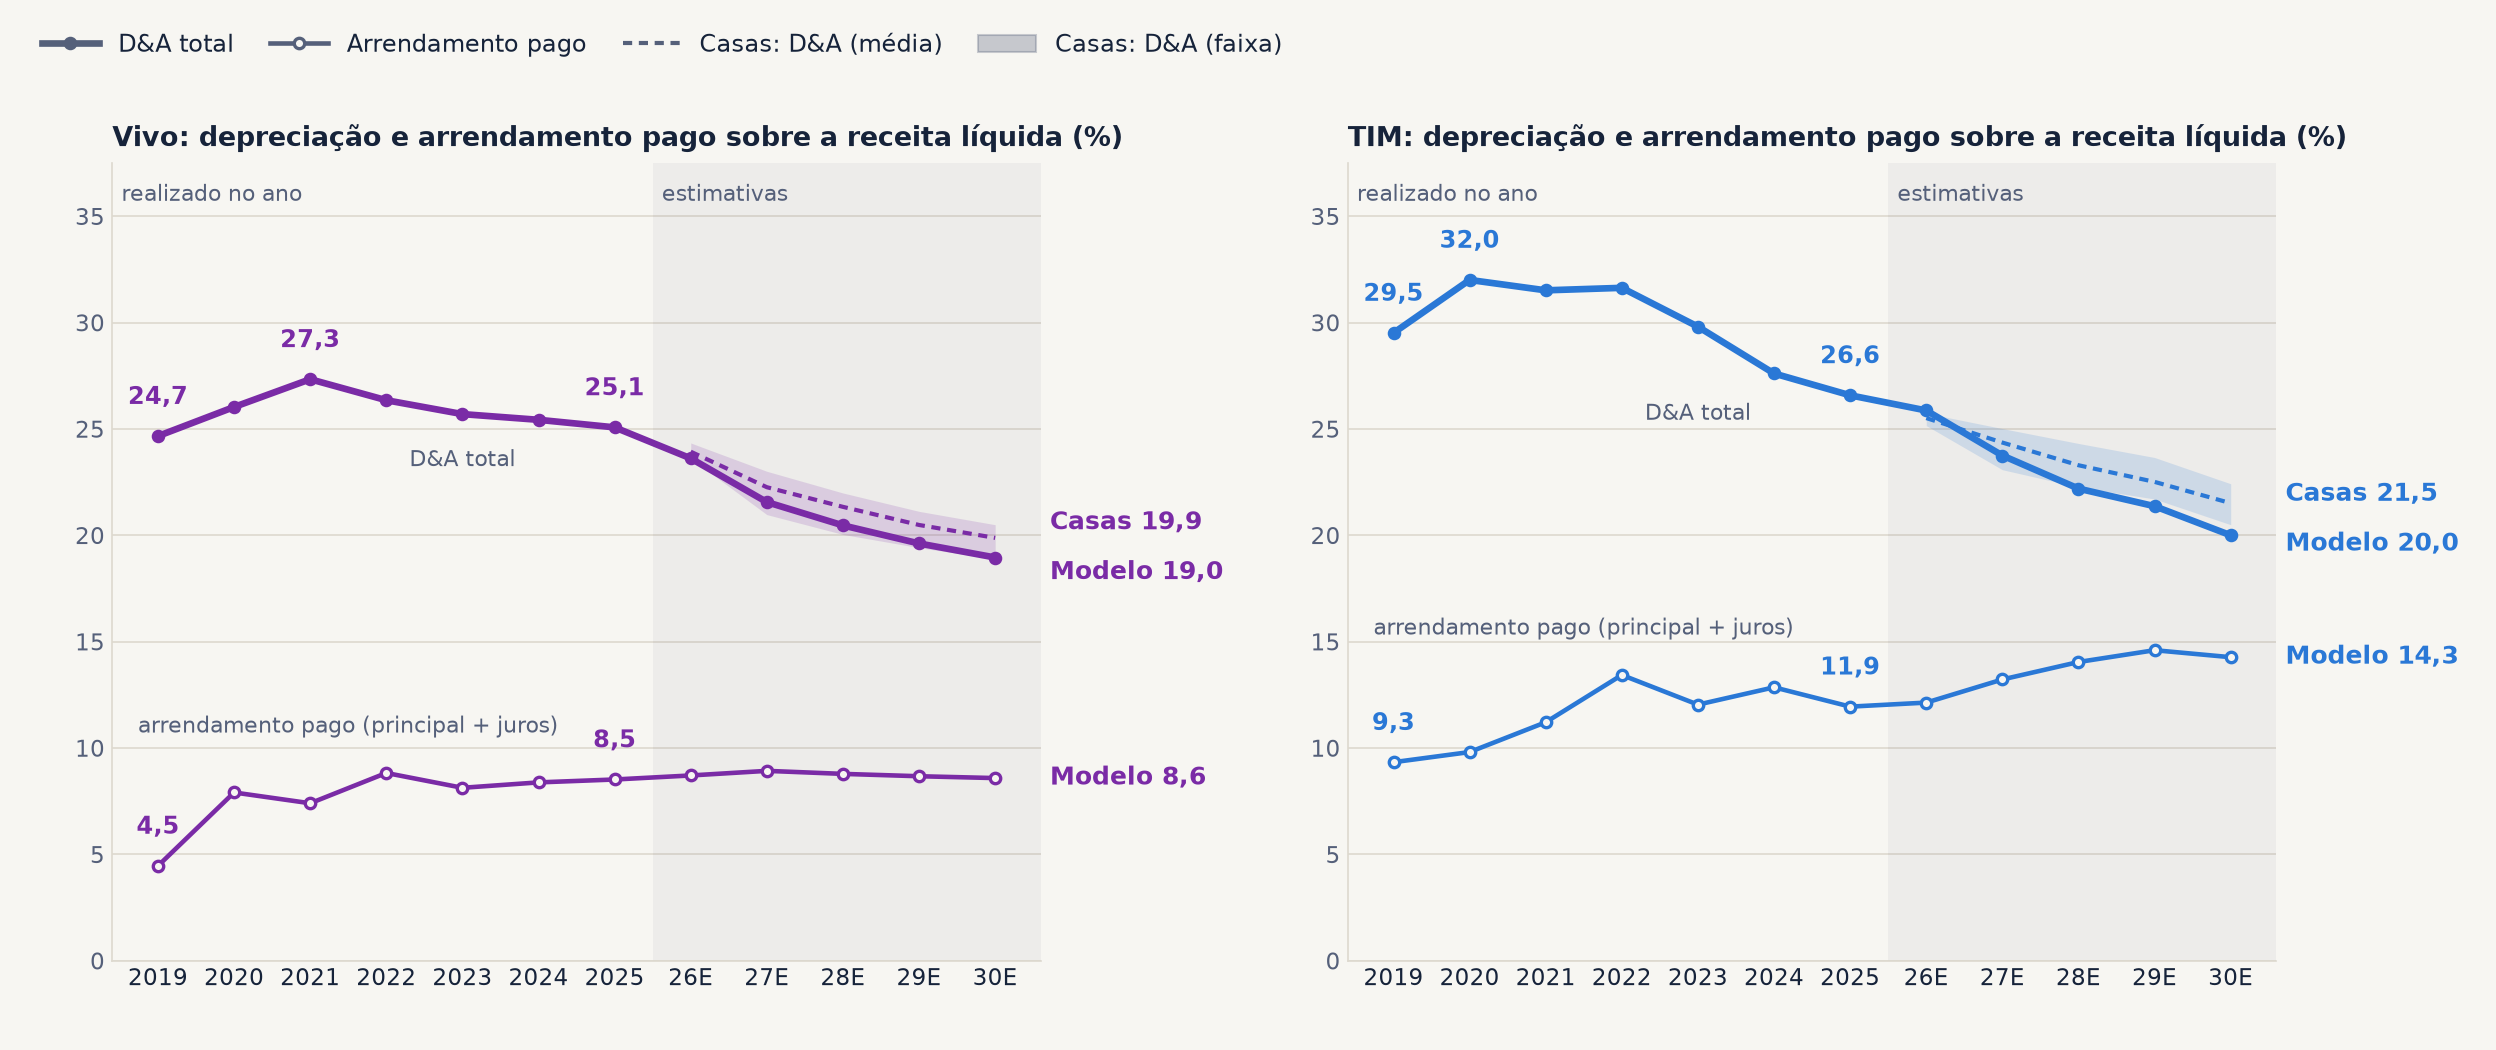 D&A total
Arrendamento pago
Casas: D&A (média)
Casas: D&A (faixa)
Vivo: depreciação e arrendamento pago sobre a receita líquida (%)
realizado no ano
estimativas
35
30
25
20
15
10
5
0
27,3
24,7
25,1
D&A total
Casas 19,9
Modelo 19,0
arrendamento pago (principal + juros)
8,5
4,5
Modelo 8,6
2019 2020 2021 2022 2023 2024 2025 26E 27E 28E 29E 30E
TIM: depreciação e arrendamento pago sobre a receita líquida (%)
realizado no ano
estimativas
35
30
25
20
15
10
5
0
32,0
29,5
26,6
D&A total
Casas 21,5
Modelo 20,0
arrendamento pago (principal + juros)
11,9
9,3
Modelo 14,3
2019 2020 2021 2022 2023 2024 2025 26E 27E 28E 29E 30E